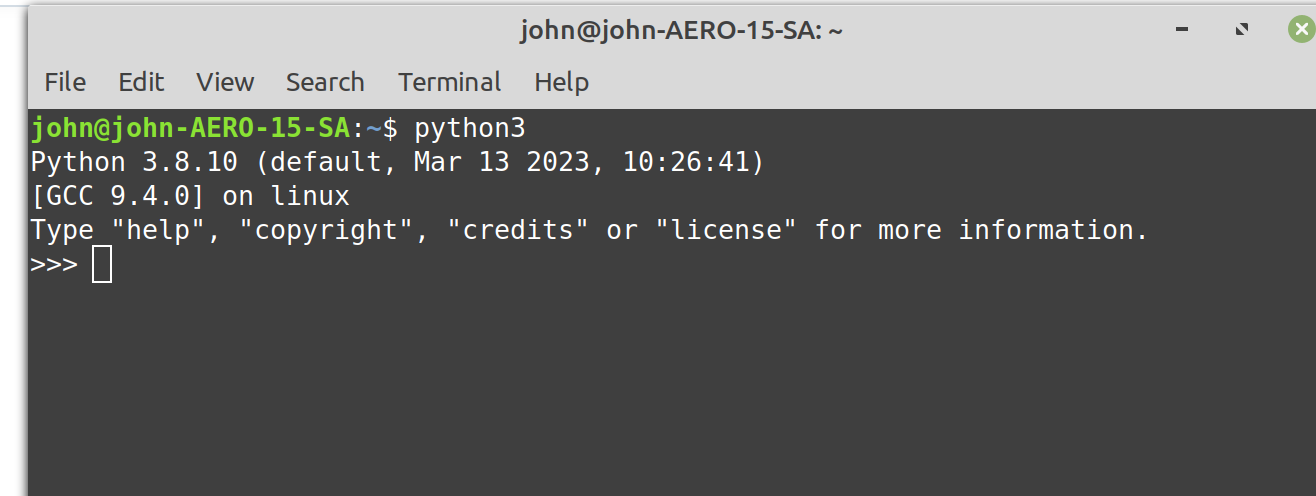 john@john-AERO-15-SA: ~
File Edit View Search Terminal Help
john@john-AERO-15-SA:~$ python3
Python 3.8.10 (default, Mar 13 2023, 10:26:41)
[GCC 9.4.0] on linux
Type "help", "copyright", "credits" or "license" for more information.
>>>